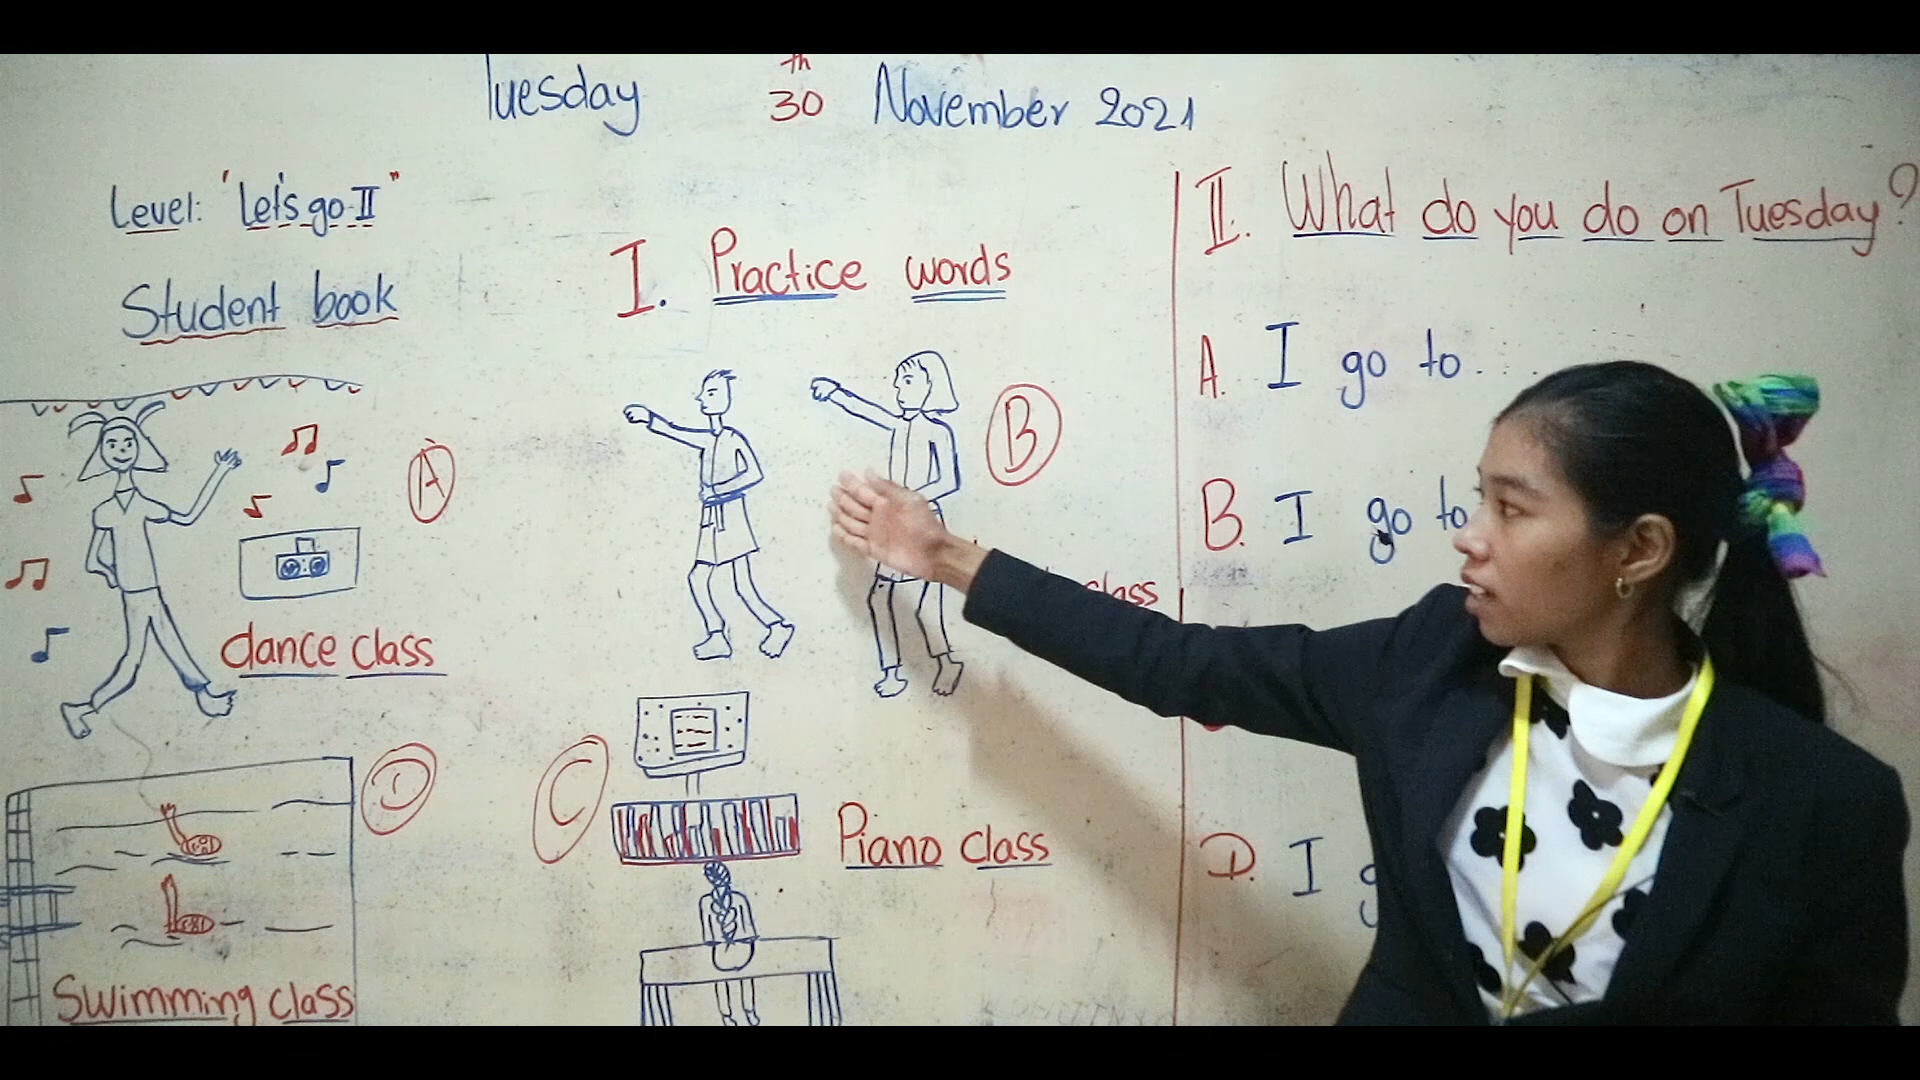 Tuesday 30th November 2021
Level: "Let's go II"
Student book
I. Practice words
A
dance class
B
class
C
Piano class
D
Swimming class
II. What do you do on Tuesday?
A. I go to...
B. I go to
D. I g